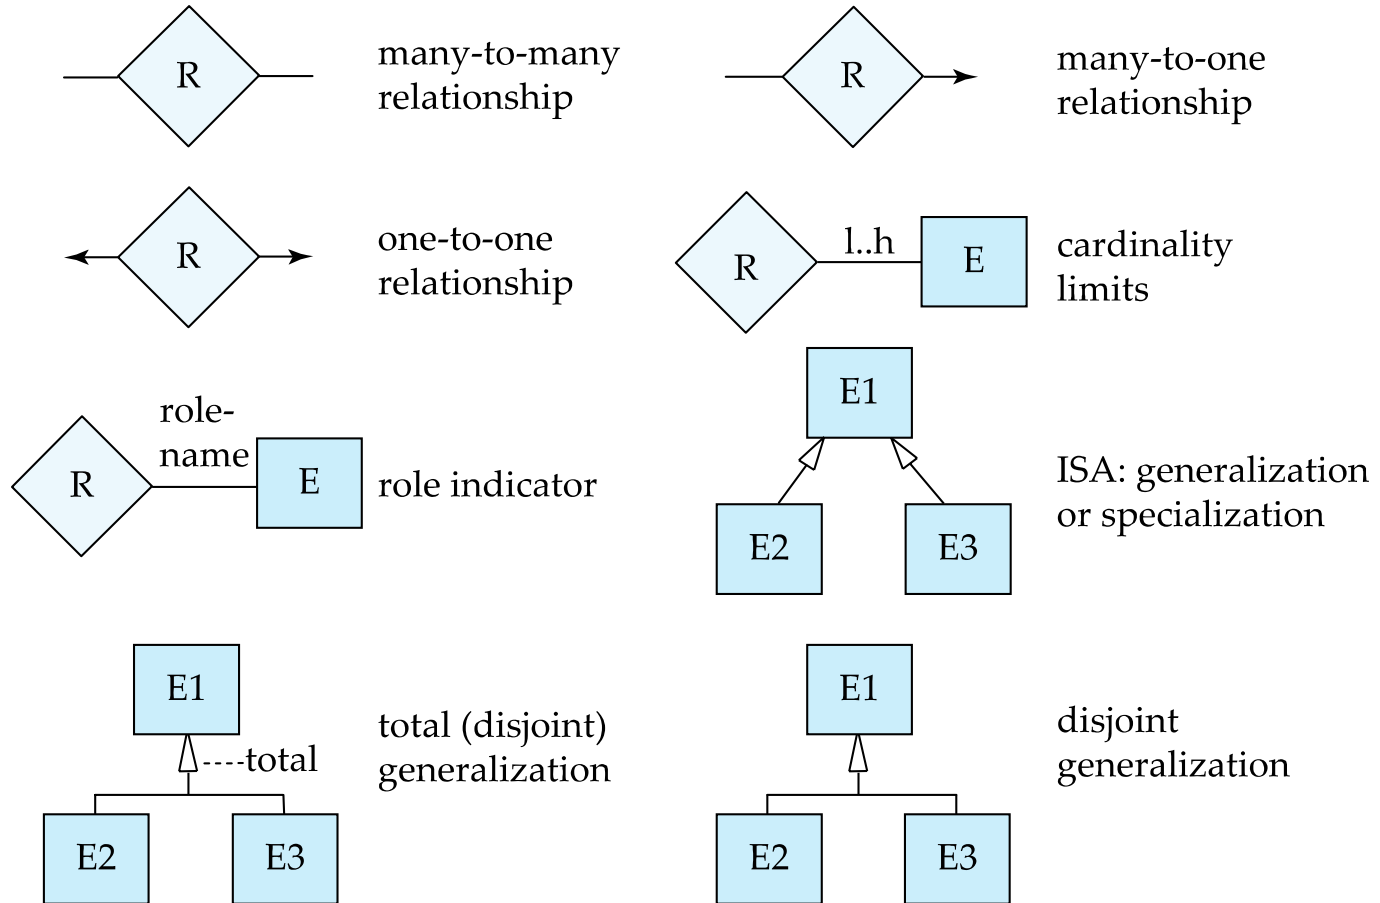 R
many-to-many
relationship
R
many-to-one
relationship
R
one-to-one
relationship
R
l..h
E
cardinality
limits
R
role-
name
E
role indicator
E1
E2
E3
ISA: generalization
or specialization
E1
----total
E2
E3
total (disjoint)
generalization
E1
E2
E3
disjoint
generalization